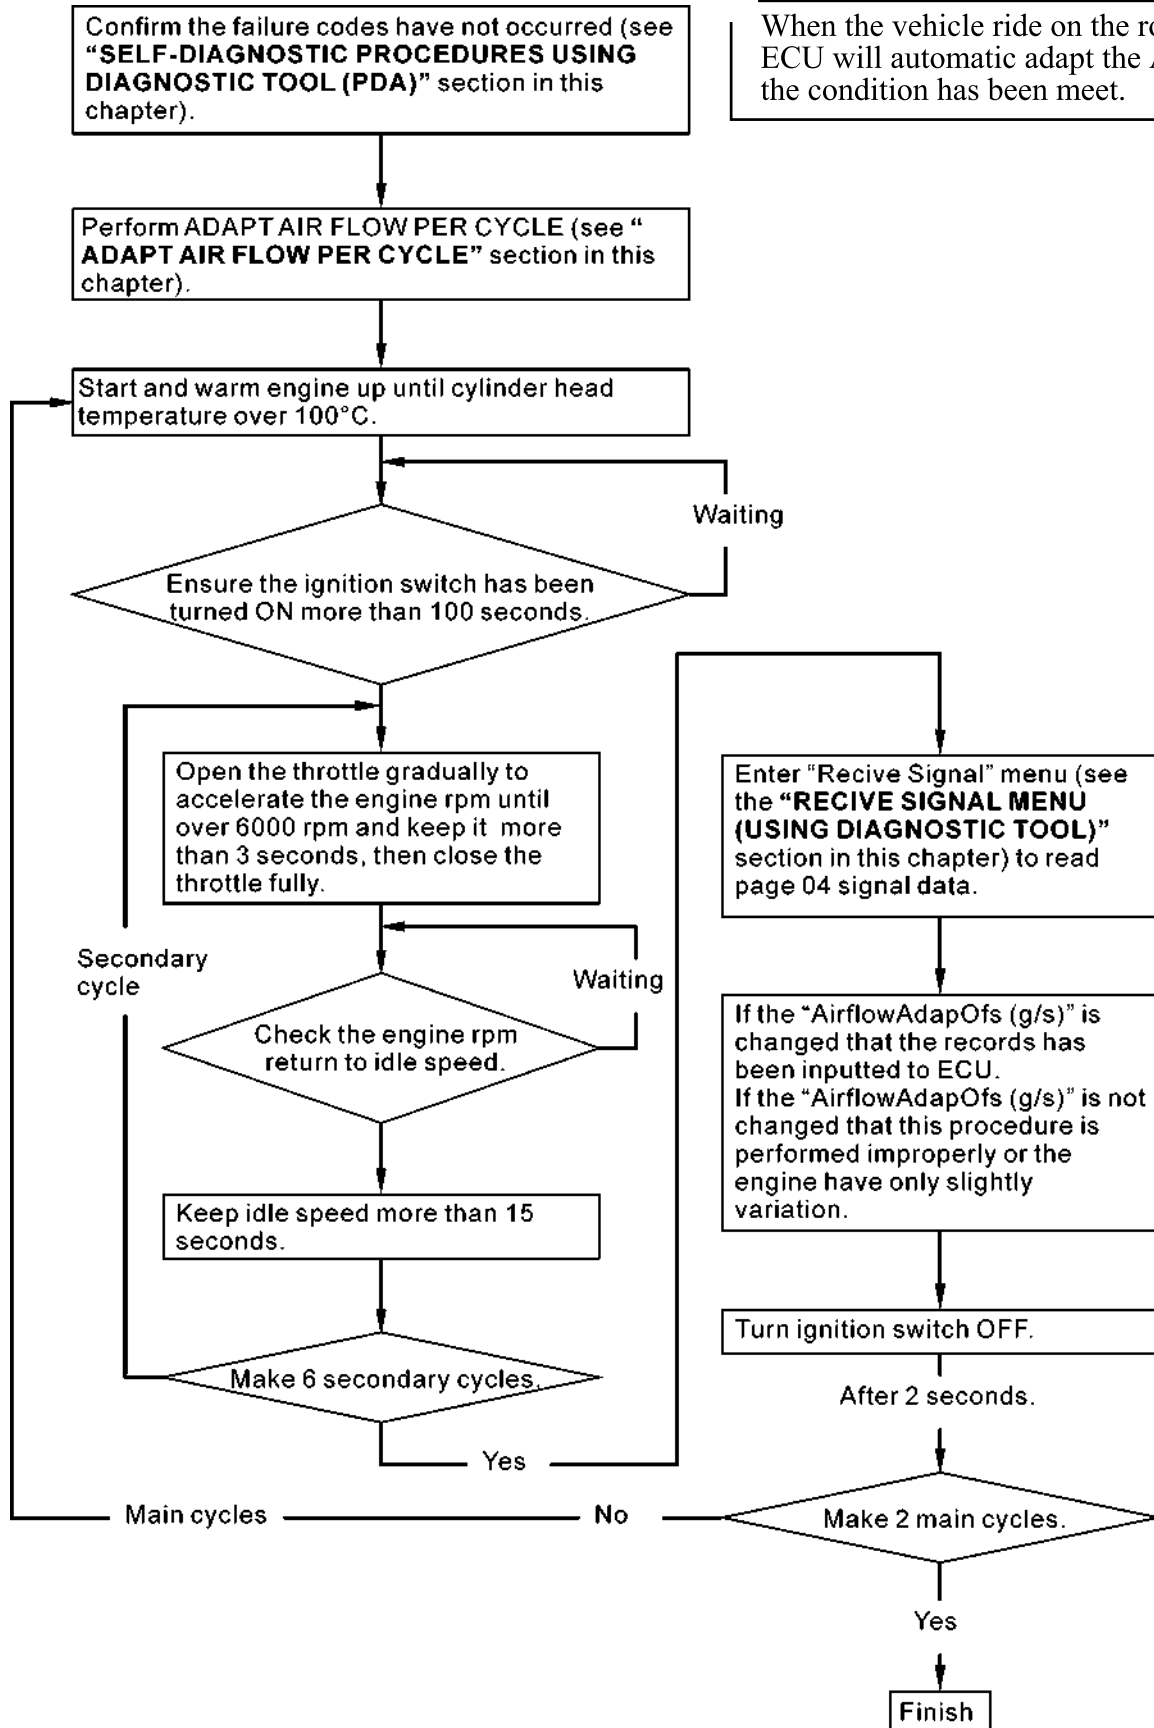 Confirm the failure codes have not occurred (see
“SELF-DIAGNOSTIC PROCEDURES USING
DIAGNOSTIC TOOL (PDA)” section in this
chapter).
When the vehicle ride on the
ECU will automatic adapt the
the condition has been meet.
Perform ADAPT AIR FLOW PER CYCLE (see “
ADAPT AIR FLOW PER CYCLE” section in this
chapter).
Start and warm engine up until cylinder head
temperature over 100°C.
Waiting
Ensure the ignition switch has been
turned ON more than 100 seconds.
Open the throttle gradually to
accelerate the engine rpm until
over 6000 rpm and keep it more
than 3 seconds, then close the
throttle fully.
Secondary
cycle
Waiting
Check the engine rpm
return to idle speed.
Keep idle speed more than 15
seconds.
Make 6 secondary cycles.
Yes
Enter “Recive Signal” menu (see
the “RECIVE SIGNAL MENU
(USING DIAGNOSTIC TOOL)”
section in this chapter) to read
page 04 signal data.
If the “AirflowAdapOfs (g/s)” is
changed that the records has
been inputted to ECU.
If the “AirflowAdapOfs (g/s)” is not
changed that this procedure is
performed improperly or the
engine have only slightly
variation.
Turn ignition switch OFF.
After 2 seconds.
Make 2 main cycles.
No
Main cycles
Yes
Finish